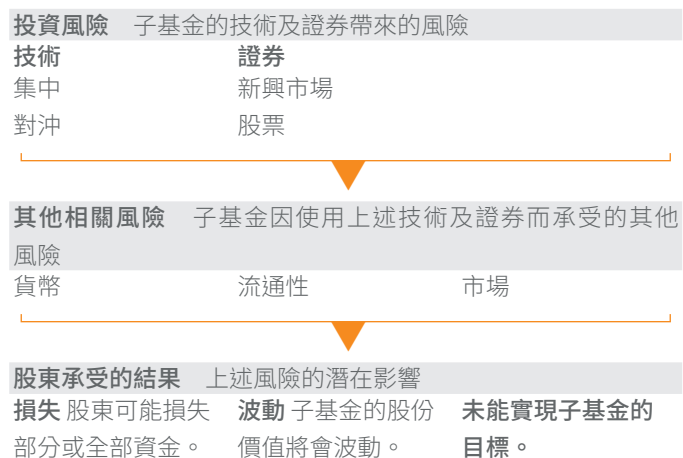 投資風險 子基金的技術及證券帶來的風險
技術 證券
集中 新興市場
對沖 股票
其他相關風險 子基金因使用上述技術及證券而承受的其他
風險
貨幣 流通性 市場
股東承受的結果 上述風險的潛在影響
損失 股東可能損失 波動 子基金的股份 未能實現子基金的
部分或全部資金。 價值將會波動。 目標。